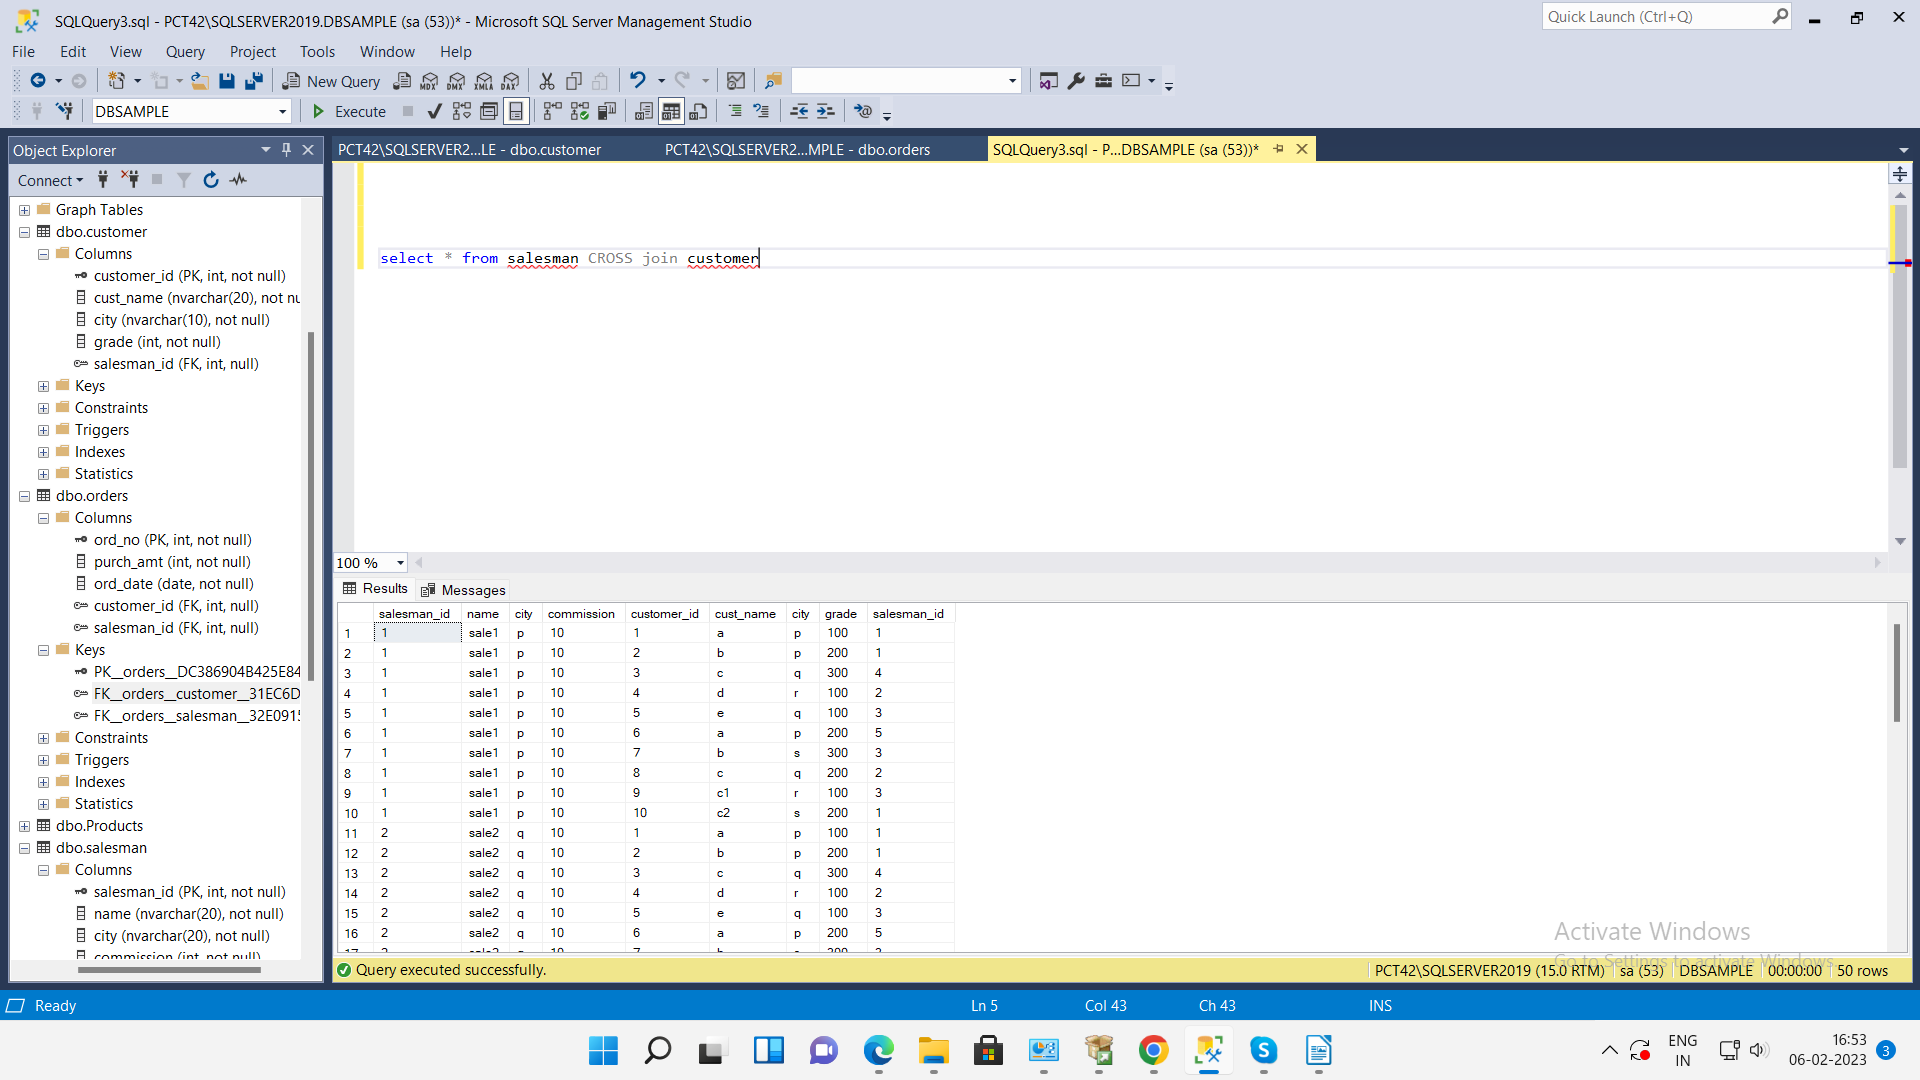 SQLQuery3.sql - PCT42\SQLSERVER2019.DBSAMPLE (sa (53))* - Microsoft SQL Server Management Studio
Quick Launch (Ctrl+Q)
File Edit View Query Project Tools Window Help
New Query MDX DMX XMLA DAX
DBSAMPLE Execute
Object Explorer
PCT42\SQLSERVER2...LE - dbo.customer PCT42\SQLSERVER2...MPLE - dbo.orders SQLQuery3.sql - P...DBSAMPLE (sa (53))*
Connect
Graph Tables
dbo.customer
Columns
customer_id (PK, int, not null)
cust_name (nvarchar(20), not nu
city (nvarchar(10), not null)
grade (int, not null)
salesman_id (FK, int, null)
Keys
Constraints
Triggers
Indexes
Statistics
dbo.orders
Columns
ord_no (PK, int, not null)
purch_amt (int, not null)
ord_date (date, not null)
customer_id (FK, int, null)
salesman_id (FK, int, null)
Keys
PK__orders__DC386904B425E84
FK__orders__customer__31EC6D
FK__orders__salesman__32E0915
Constraints
Triggers
Indexes
Statistics
dbo.Products
dbo.salesman
Columns
salesman_id (PK, int, not null)
name (nvarchar(20), not null)
city (nvarchar(20), not null)
commission (int, not null)
select * from salesman CROSS join customer
100 %
Results Messages
salesman_id name city commission customer_id cust_name city grade salesman_id
1 1 sale1 p 10 1 a p 100 1
2 1 sale1 p 10 2 b p 200 1
3 1 sale1 p 10 3 c q 300 4
4 1 sale1 p 10 4 d r 100 2
5 1 sale1 p 10 5 e q 100 3
6 1 sale1 p 10 6 a p 200 5
7 1 sale1 p 10 7 b s 300 3
8 1 sale1 p 10 8 c q 200 2
9 1 sale1 p 10 9 c1 r 100 3
10 1 sale1 p 10 10 c2 s 200 1
11 2 sale2 q 10 1 a p 100 1
12 2 sale2 q 10 2 b p 200 1
13 2 sale2 q 10 3 c q 300 4
14 2 sale2 q 10 4 d r 100 2
15 2 sale2 q 10 5 e q 100 3
16 2 sale2 q 10 6 a p 200 5
Activate Windows
Go to Settings to activate Windows.
Query executed successfully. PCT42\SQLSERVER2019 (15.0 RTM) sa (53) DBSAMPLE 00:00:00 50 rows
Ready Ln 5 Col 43 Ch 43 INS
ENG
IN
16:53
06-02-2023
3